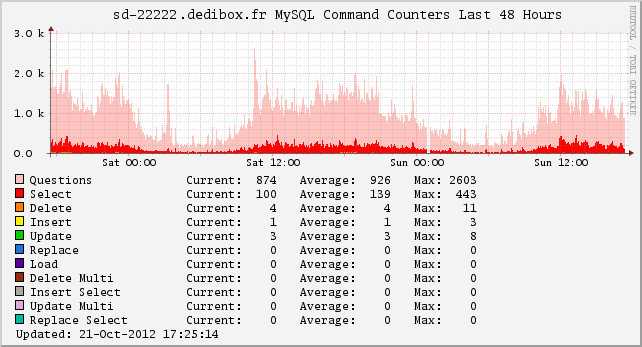 sd-22222.dedibox.fr MySQL Command Counters Last 48 Hours
RRDTOOL / TOBI OETIKER
3.0 k
2.0 k
1.0 k
0.0
Sat 00:00 Sat 12:00 Sun 00:00 Sun 12:00
Questions Current: 874 Average: 926 Max: 2603
Select Current: 100 Average: 139 Max: 443
Delete Current: 4 Average: 4 Max: 11
Insert Current: 1 Average: 1 Max: 3
Update Current: 3 Average: 3 Max: 8
Replace Current: 0 Average: 0 Max: 0
Load Current: 0 Average: 0 Max: 0
Delete Multi Current: 0 Average: 0 Max: 0
Insert Select Current: 0 Average: 0 Max: 0
Update Multi Current: 0 Average: 0 Max: 0
Replace Select Current: 0 Average: 0 Max: 0
Updated: 21-Oct-2012 17:25:14